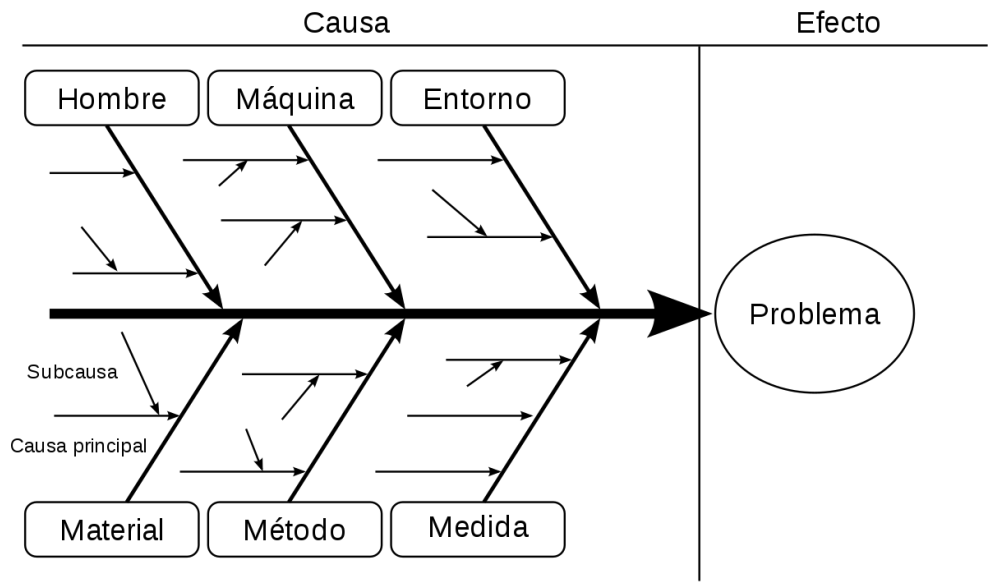 Causa
Efecto
Hombre
Máquina
Entorno
Problema
Subcausa
Causa principal
Material
Método
Medida